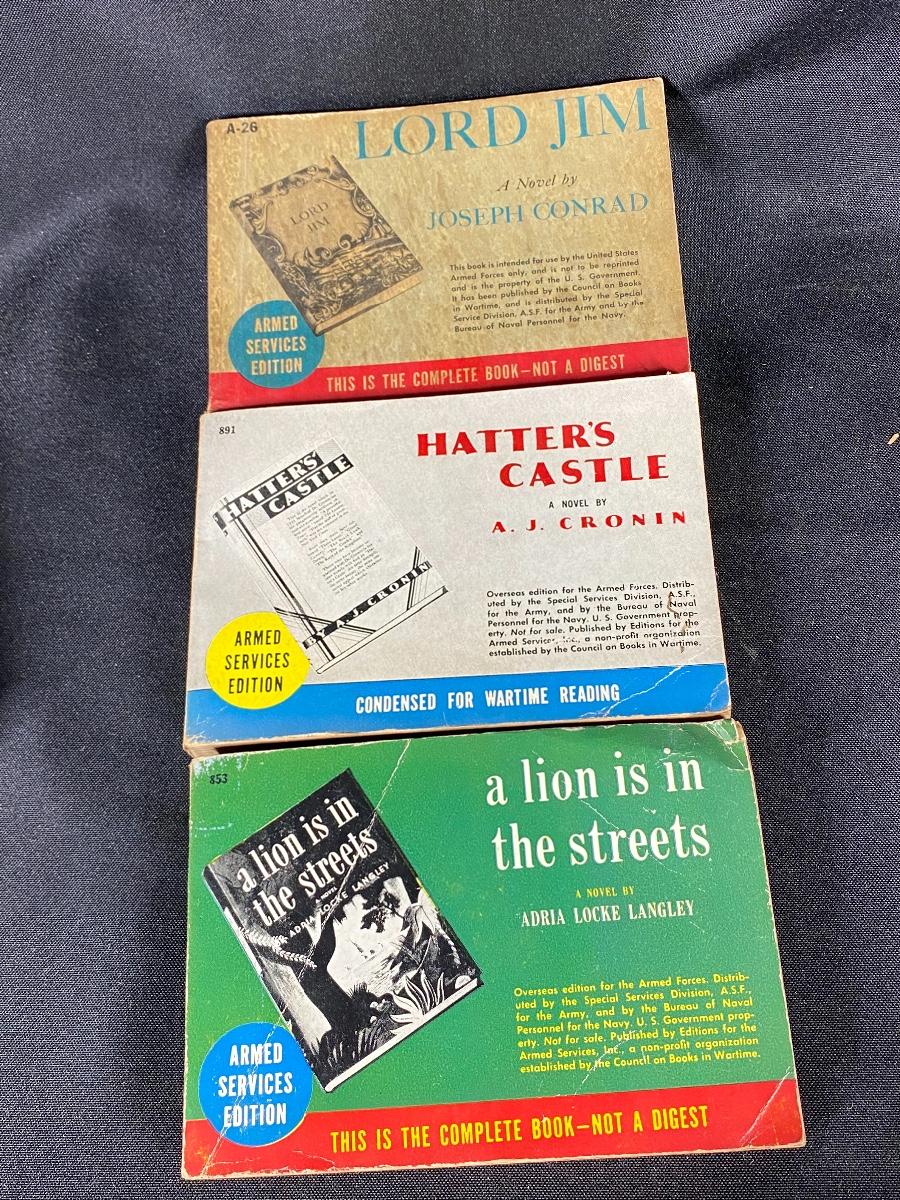 A-26
LORD JIM
A Novel by
JOSEPH CONRAD
LORD
JIM
This book is intended for use by the United States
Armed Forces only, and is not to be reprinted
and is the property of the U. S. Government.
It has been published by the Council on Books
in Wartime, and is distributed by the Special
Service Division, A.S.F. for the Army and by the
Bureau of Naval Personnel for the Navy.
ARMED
SERVICES
EDITION
THIS IS THE COMPLETE BOOK—NOT A DIGEST
891
HATTER'S
CASTLE
A NOVEL BY
A. J. CRONIN
HATTER'S
CASTLE
BY A. J. CRONIN
Overseas edition for the Armed Forces. Distrib-
uted by the Special Services Division, A.S.F.,
for the Army, and by the Bureau of Naval
Personnel for the Navy. U. S. Government prop-
erty. Not for sale. Published by Editions for the
Armed Services, Inc., a non-profit organization
established by the Council on Books in Wartime.
ARMED
SERVICES
EDITION
CONDENSED FOR WARTIME READING
853
a lion is in
the streets
A NOVEL BY
ADRIA LOCKE LANGLEY
a lion is in
the streets
A NOVEL
ADRIA LOCKE LANGLEY
Overseas edition for the Armed Forces. Distrib-
uted by the Special Services Division, A.S.F.,
for the Army, and by the Bureau of Naval
Personnel for the Navy. U. S. Government prop-
erty. Not for sale. Published by Editions for the
Armed Services, Inc., a non-profit organization
established by the Council on Books in Wartime.
ARMED
SERVICES
EDITION
THIS IS THE COMPLETE BOOK—NOT A DIGEST